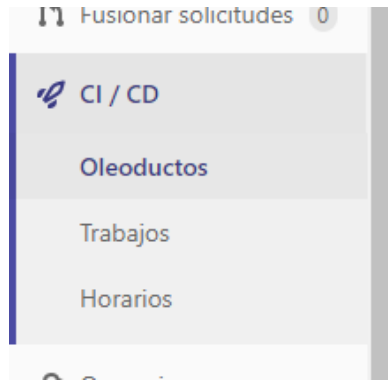 Fusionar solicitudes 0
CI / CD
Oleoductos
Trabajos
Horarios